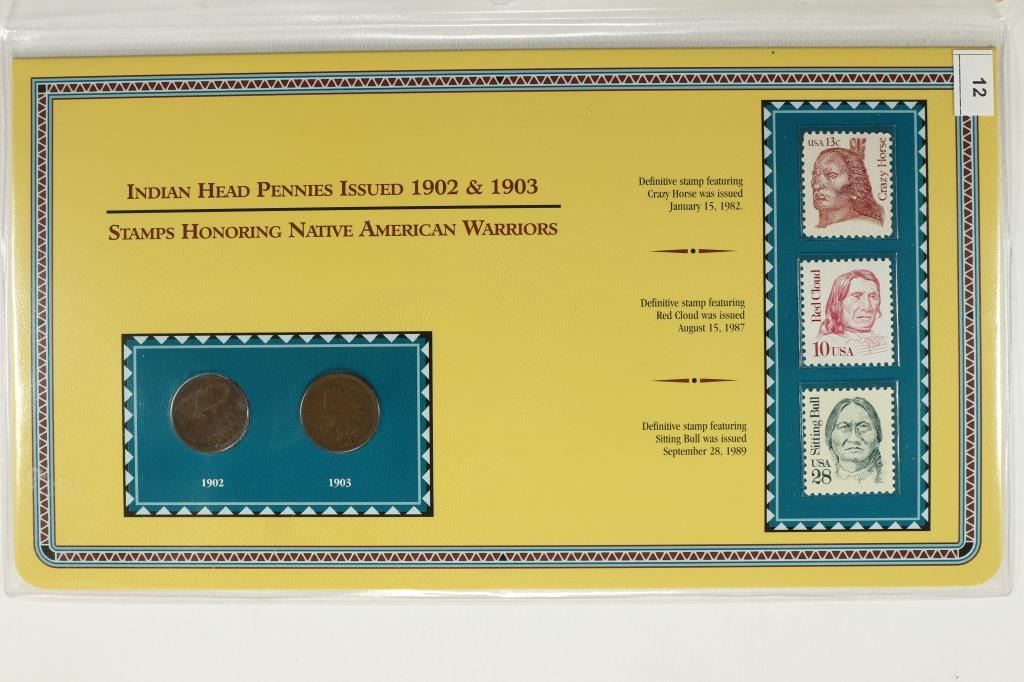 12
INDIAN HEAD PENNIES ISSUED 1902 & 1903
STAMPS HONORING NATIVE AMERICAN WARRIORS
1902
1903
Definitive stamp featuring
Crazy Horse was issued
January 15, 1982.
USA 13c
Crazy Horse
Definitive stamp featuring
Red Cloud was issued
August 15, 1987
Red Cloud
10 USA
Definitive stamp featuring
Sitting Bull was issued
September 28, 1989
Sitting Bull
USA
28